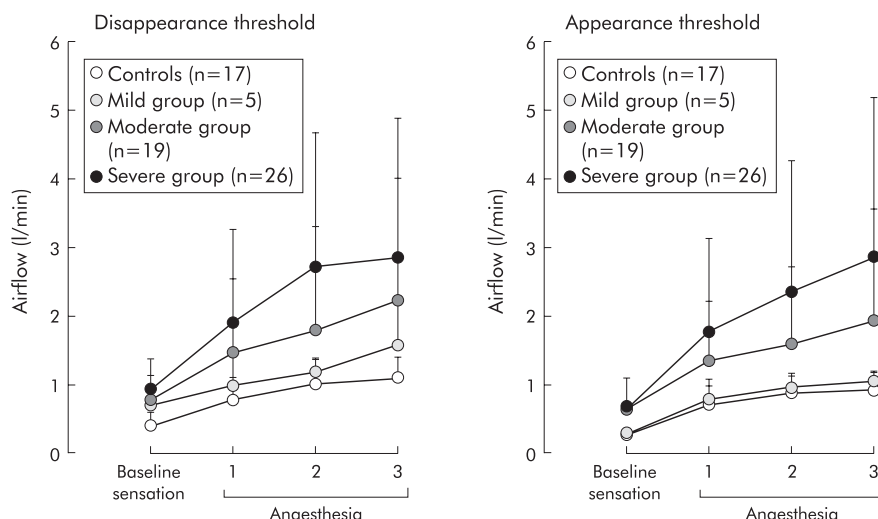 Disappearance threshold
6
5
4
3
2
1
0
Airflow (l/min)
Controls (n=17)
Mild group (n=5)
Moderate group
(n=19)
Severe group (n=26)
Baseline
sensation
1
2
3
Anaesthesia
Appearance threshold
6
5
4
3
2
1
0
Airflow (l/min)
Controls (n=17)
Mild group (n=5)
Moderate group
(n=19)
Severe group (n=26)
Baseline
sensation
1
2
3
Anaesthesia